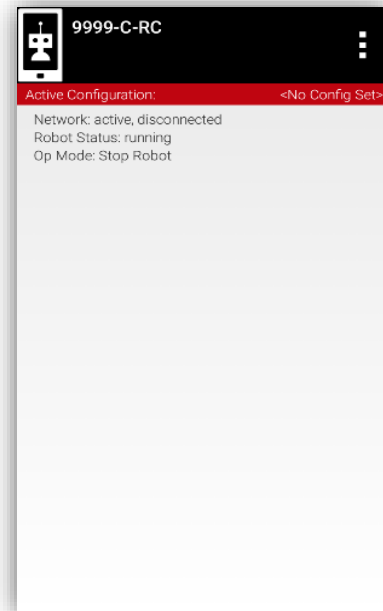 9999-C-RC
Active Configuration: <No Config Set>
Network: active, disconnected
Robot Status: running
Op Mode: Stop Robot